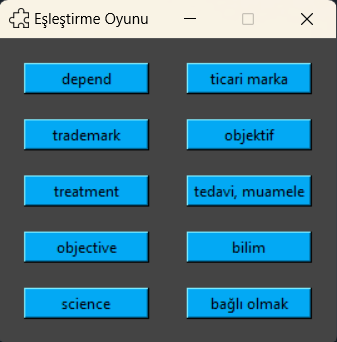 Eşleştirme Oyunu
depend ticari marka
trademark objektif
treatment tedavi, muamele
objective bilim
science bağlı olmak